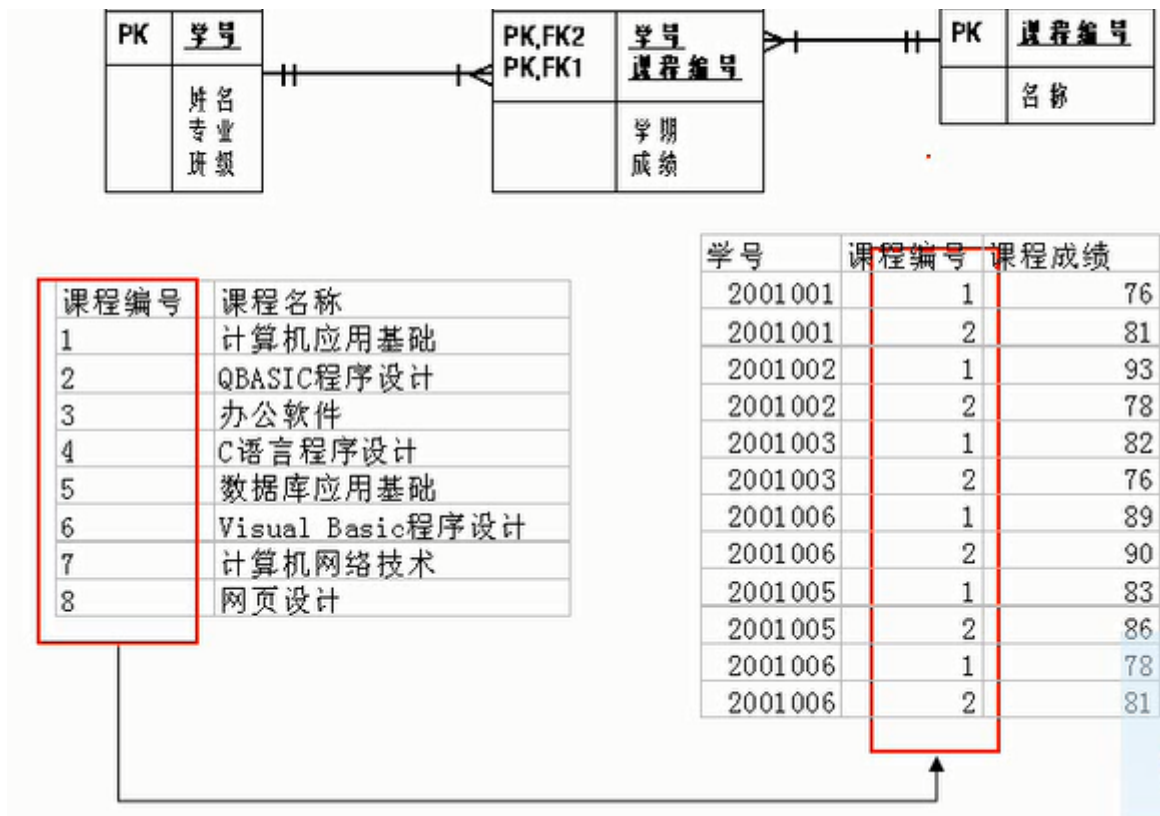 PK 学号
姓名
专业
班级
PK,FK2 学号
PK,FK1 课程编号
学期
成绩
PK 课程编号
名称
课程编号 课程名称
1 计算机应用基础
2 QBASIC程序设计
3 办公软件
4 C语言程序设计
5 数据库应用基础
6 Visual Basic程序设计
7 计算机网络技术
8 网页设计
学号 课程编号 课程成绩
2001001 1 76
2001001 2 81
2001002 1 93
2001002 2 78
2001003 1 82
2001003 2 76
2001006 1 89
2001006 2 90
2001005 1 83
2001005 2 86
2001006 1 78
2001006 2 81